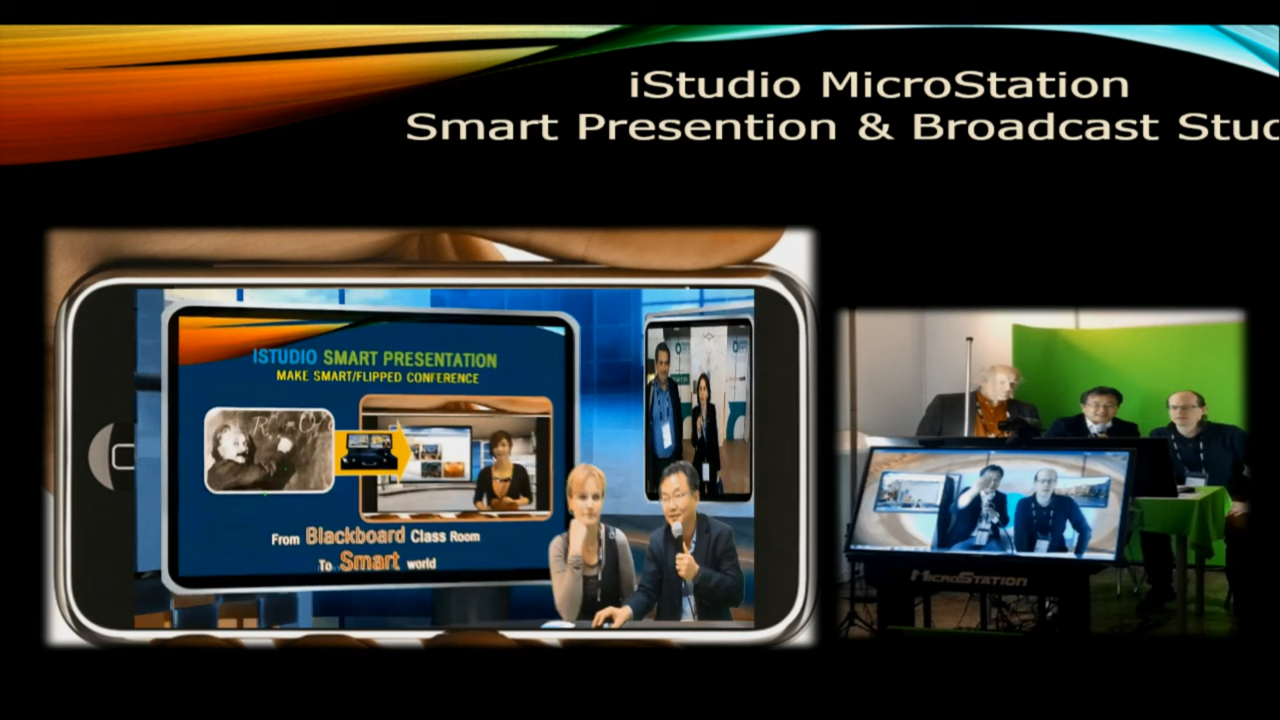 iStudio MicroStation
Smart Presention & Broadcast Stud
ISTUDIO SMART PRESENTATION
MAKE SMART/FLIPPED CONFERENCE
From Blackboard Class Room
To Smart world
MICROSTATION